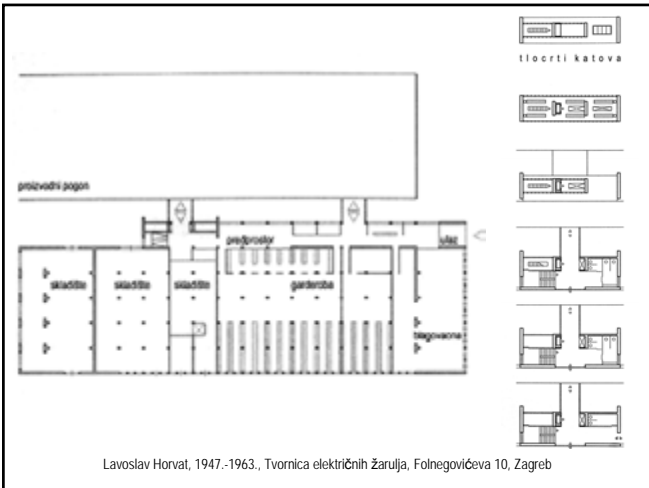 tlocrti katova
proizvodni pogon
predprostor
ulaz
skladište
skladište
skladište
garderoba
blagovaona
Lavoslav Horvat, 1947.-1963., Tvornica električnih žarulja, Folnegovićeva 10, Zagreb